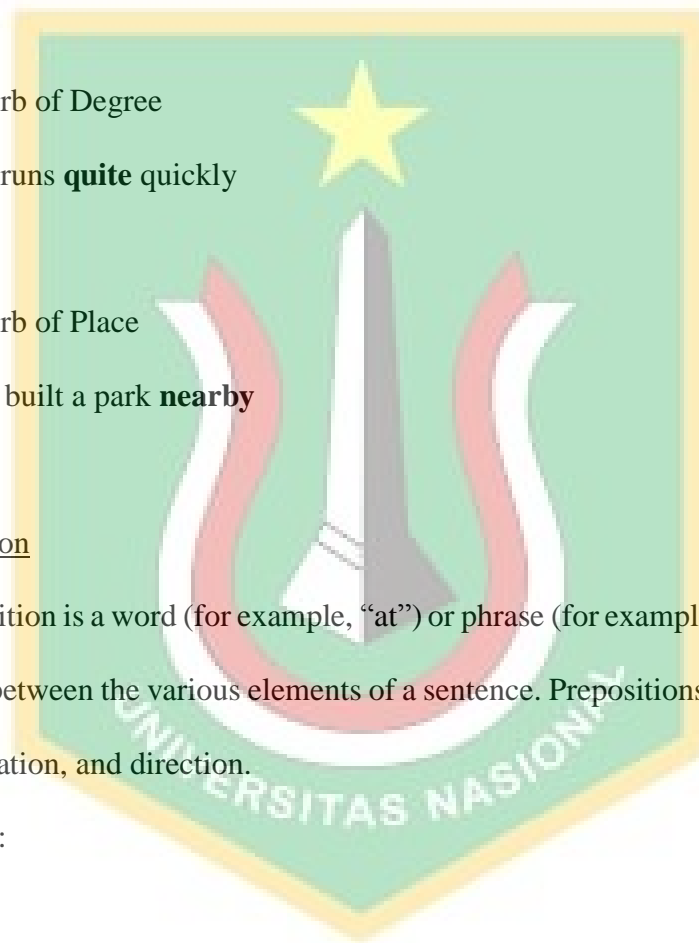 rb of Degree
runs quite quickly
rb of Place
built a park nearby
on
ition is a word (for example, “at”) or phrase (for exampl
between the various elements of a sentence. Prepositions
ation, and direction.
:
UNIVERSITAS NASIONAL